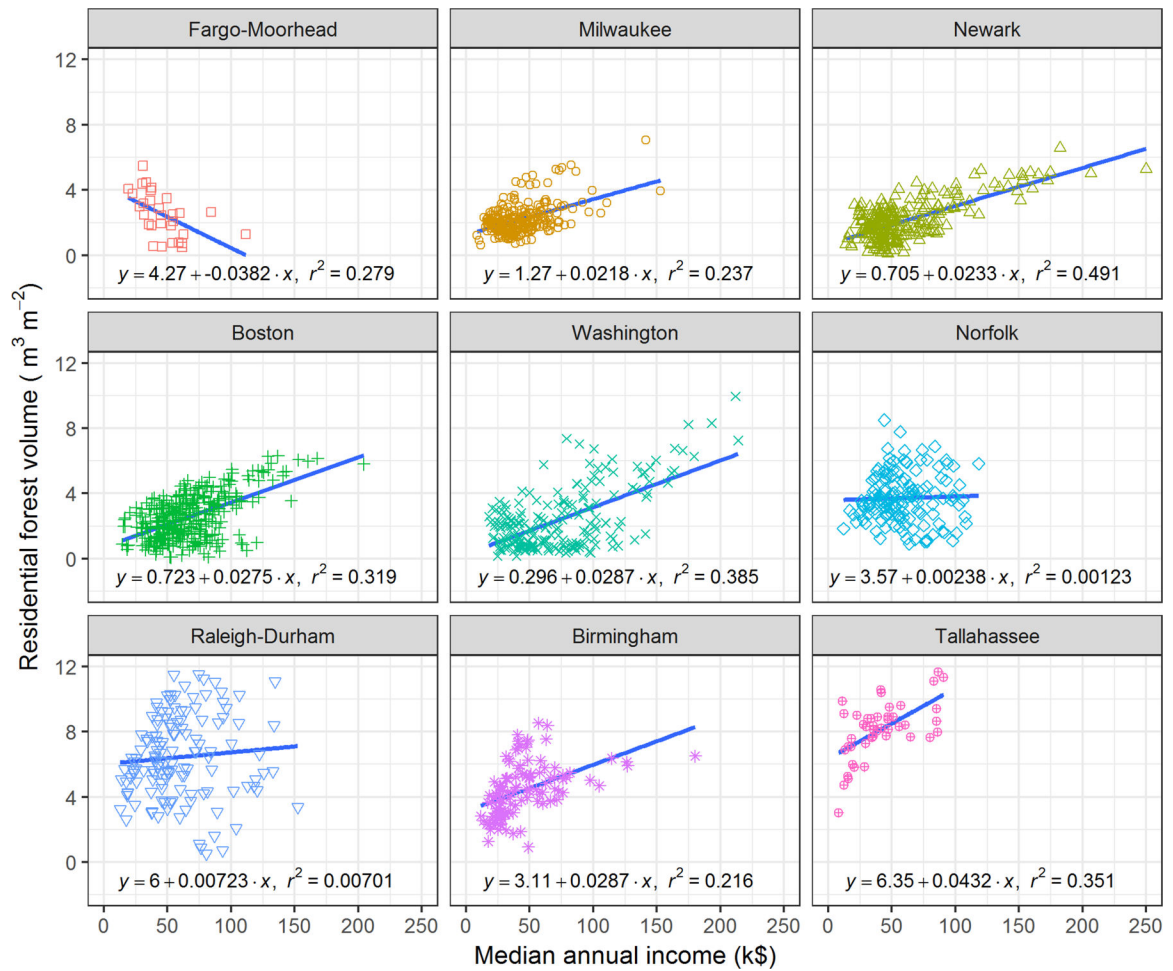 Fargo-Moorhead
Milwaukee
Newark
12
8
4
0
y = 4.27 + -0.0382 · x, r² = 0.279
y = 1.27 + 0.0218 · x, r² = 0.237
y = 0.705 + 0.0233 · x, r² = 0.491
Residential forest volume ( m³ m⁻²)
Boston
Washington
Norfolk
12
8
4
0
y = 0.723 + 0.0275 · x, r² = 0.319
y = 0.296 + 0.0287 · x, r² = 0.385
y = 3.57 + 0.00238 · x, r² = 0.00123
Raleigh-Durham
Birmingham
Tallahassee
12
8
4
0
y = 6 + 0.00723 · x, r² = 0.00701
y = 3.11 + 0.0287 · x, r² = 0.216
y = 6.35 + 0.0432 · x, r² = 0.351
0 50 100 150 200 250
0 50 100 150 200 250
0 50 100 150 200 250
Median annual income (k$)